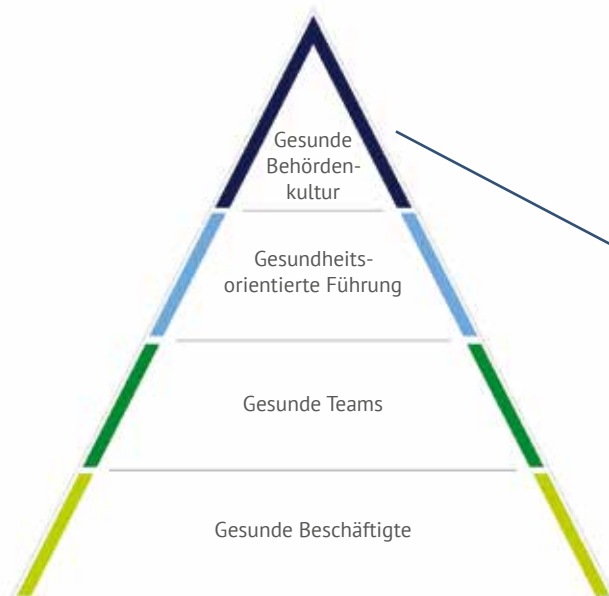 Gesunde
Behörden-
kultur
Gesundheits-
orientierte Führung
Gesunde Teams
Gesunde Beschäftigte